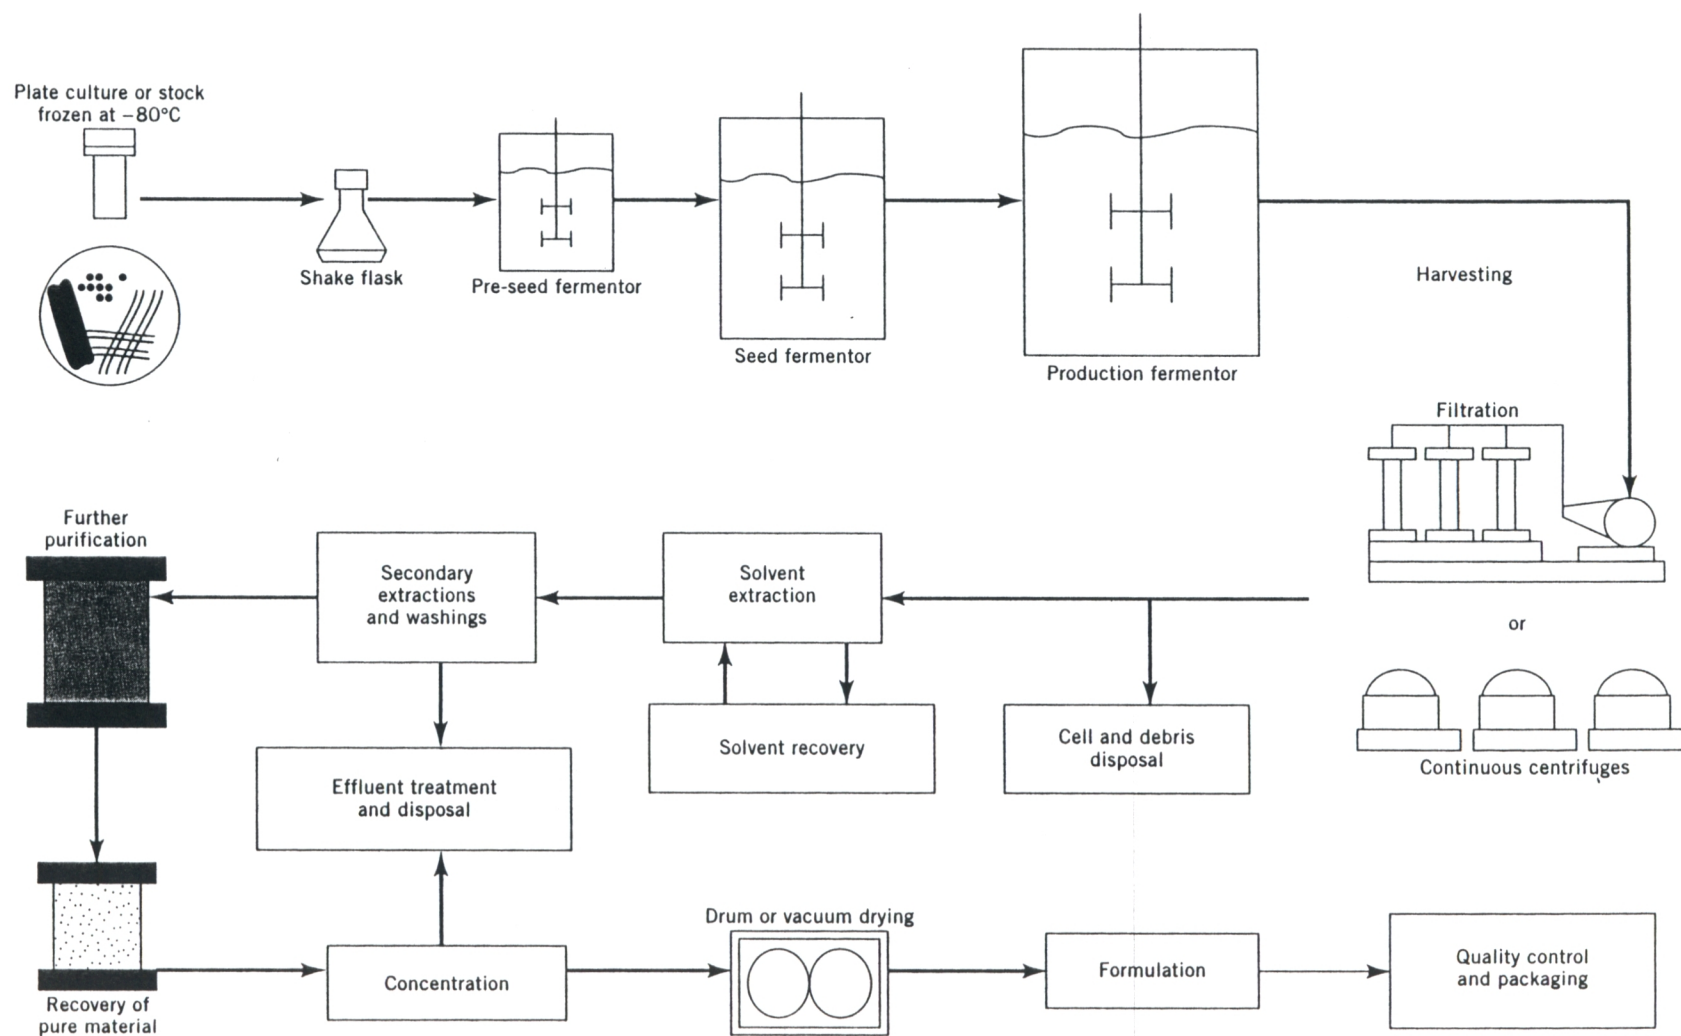 Plate culture or stock
frozen at −80°C
Shake flask
Pre-seed fermentor
Seed fermentor
Production fermentor
Harvesting
Filtration
or
Continuous centrifuges
Further
purification
Secondary
extractions
and washings
Solvent
extraction
Solvent recovery
Cell and debris
disposal
Effluent treatment
and disposal
Recovery of
pure material
Concentration
Drum or vacuum drying
Formulation
Quality control
and packaging